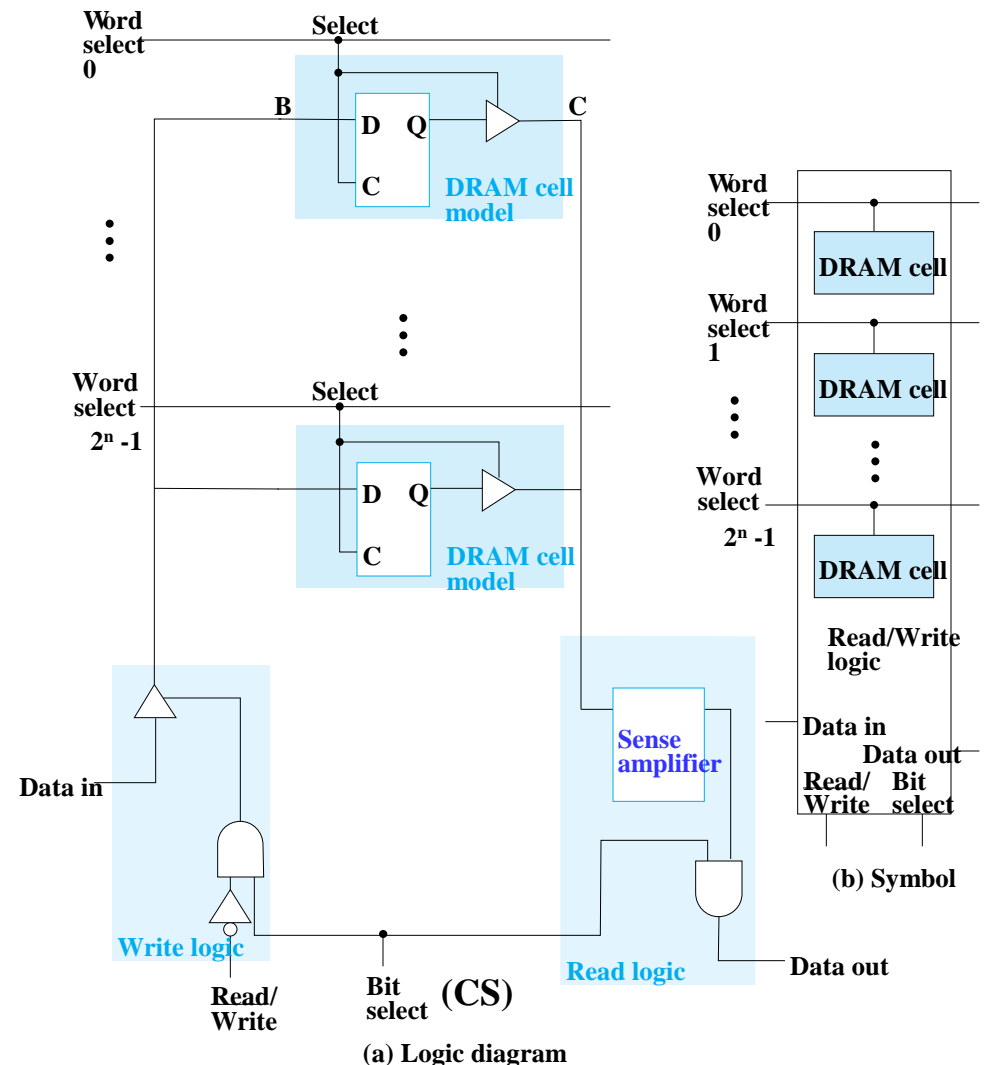 Word
select
0
Select
B
C
D
Q
C
DRAM cell
model
Word
select
2ⁿ -1
Select
D
Q
C
DRAM cell
model
Data in
Write logic
Read/
Write
Bit
select
(CS)
Sense
amplifier
Read logic
Data out
(a) Logic diagram
Word
select
0
DRAM cell
Word
select
1
DRAM cell
Word
select
2ⁿ -1
DRAM cell
Read/Write
logic
Data in
Data out
Read/
Write
Bit
select
(b) Symbol